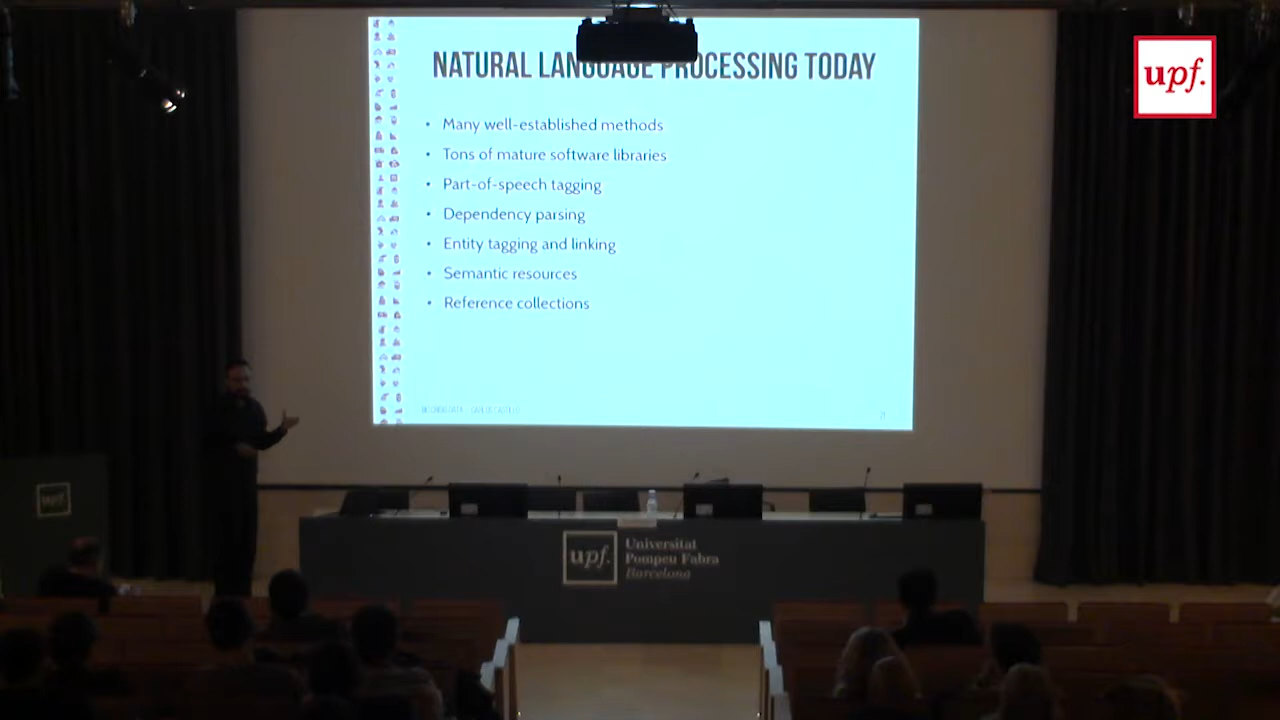 NATURAL LANGUAGE PROCESSING TODAY
• Many well-established methods
• Tons of mature software libraries
• Part-of-speech tagging
• Dependency parsing
• Entity tagging and linking
• Semantic resources
• Reference collections
upf.
upf.
upf.
Universitat
Pompeu Fabra
Barcelona